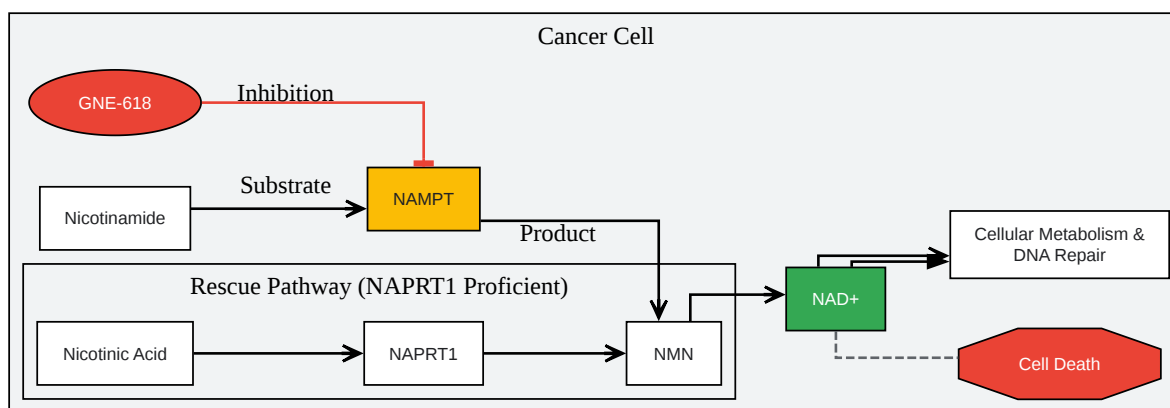 Cancer Cell
GNE-618
Inhibition
Nicotinamide
Substrate
NAMPT
Product
Cellular Metabolism &
DNA Repair
Rescue Pathway (NAPRT1 Proficient)
NAD+
Nicotinic Acid
NAPRT1
NMN
Cell Death